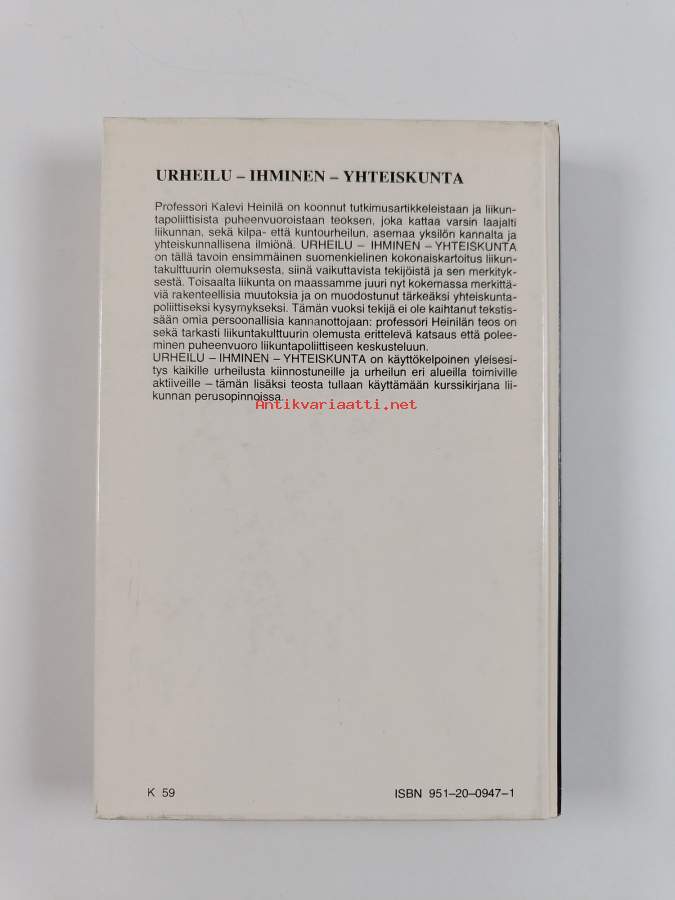 URHEILU – IHMINEN – YHTEISKUNTA
Professori Kalevi Heinilä on koonnut tutkimusartikkeleistaan ja liikun-
tapoliittisista puheenvuoroistaan teoksen, joka kattaa varsin laajalti
liikunnan, sekä kilpa- että kuntourheilun, asemaa yksilön kannalta ja
yhteiskunnallisena ilmiönä. URHEILU – IHMINEN – YHTEISKUNTA
on tällä tavoin ensimmäinen suomenkielinen kokonaiskartoitus liikun-
takulttuurin olemuksesta, siinä vaikuttavista tekijöistä ja sen merkityk-
sestä. Toisaalta liikunta on maassamme juuri nyt kokemassa merkittä-
viä rakenteellisia muutoksia ja on muodostunut tärkeäksi yhteiskunta-
poliittiseksi kysymykseksi. Tämän vuoksi tekijä ei ole kaihtanut tekstis-
sään omia persoonallisia kannanottojaan: professori Heinilän teos on
sekä tarkasti liikuntakulttuurin olemusta erittelevä katsaus että polee-
minen puheenvuoro liikuntapoliittiseen keskusteluun.
URHEILU – IHMINEN – YHTEISKUNTA on käyttökelpoinen yleisesi-
tys kaikille urheilusta kiinnostuneille ja urheilun eri alueilla toimiville
aktiiveille – tämän lisäksi teosta tullaan käyttämään kurssikirjana lii-
kunnan perusopinnoissa.
Antikvariaatti.net
K 59
ISBN 951–20–0947–1